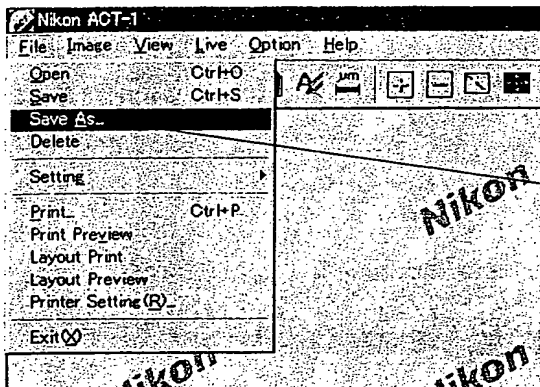 Nikon ACT-1
File Image View Live Option Help
Open Ctrl+O
Save Ctrl+S
Save As...
Delete
Setting
Print... Ctrl+P
Print Preview
Layout Print
Layout Preview
Printer Setting(R)...
Exit(X)
μm
Nikon
Nikon
Nikon